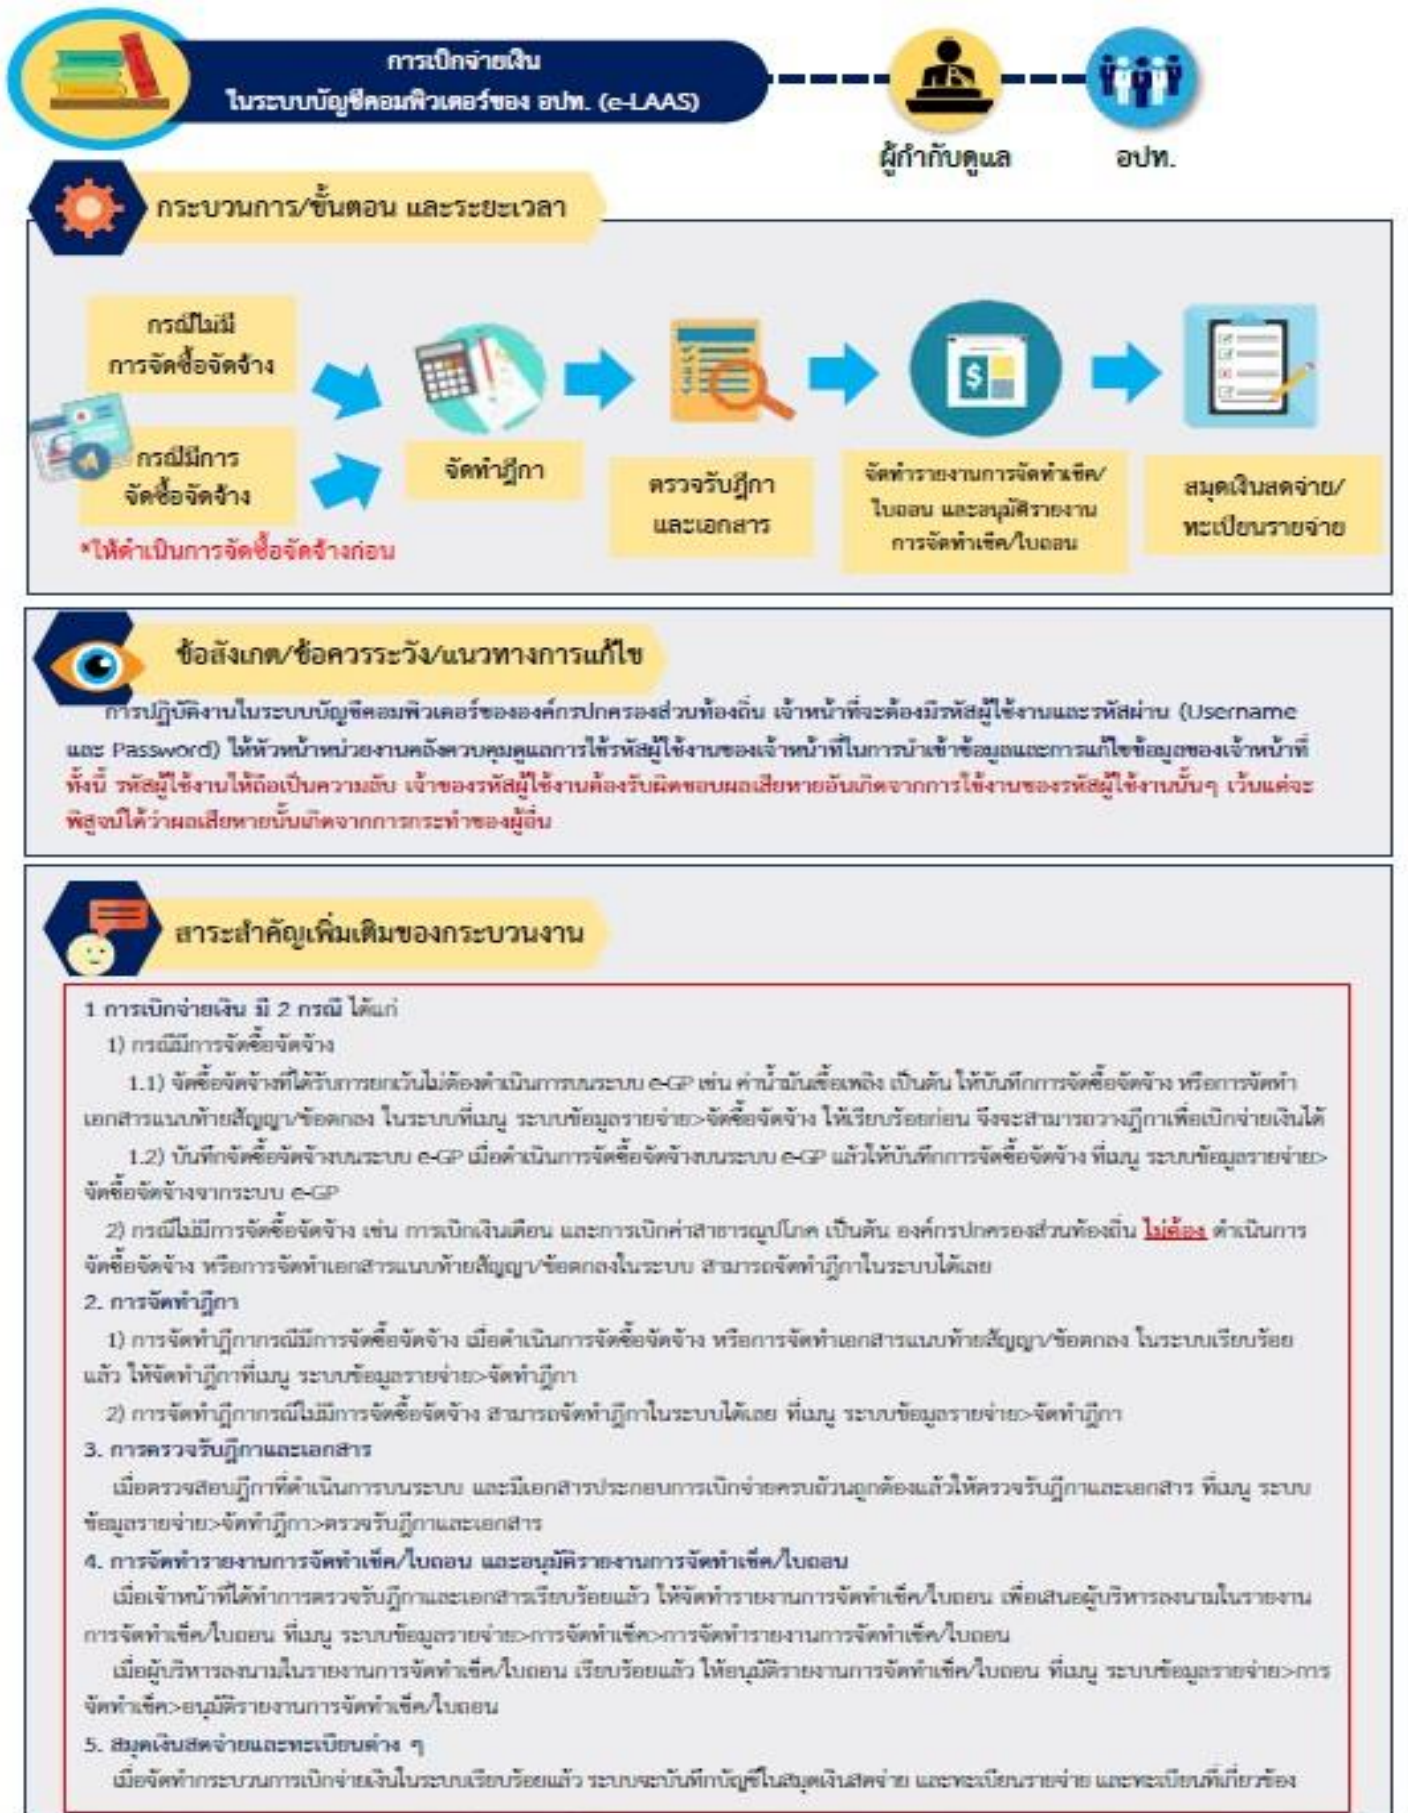 การเบิกจ่ายเงิน
ในระบบบัญชีคอมพิวเตอร์ของ อปท. (e-LAAS)
ผู้กำกับดูแล
อปท.
กระบวนการ/ขั้นตอน และระยะเวลา
กรณีไม่มี
การจัดซื้อจัดจ้าง
กรณีมีการ
จัดซื้อจัดจ้าง
*ให้ดำเนินการจัดซื้อจัดจ้างก่อน
จัดทำฎีกา
ตรวจรับฎีกา
และเอกสาร
จัดทำรายงานการจัดทำเช็ค/
ใบถอน และอนุมัติรายงาน
การจัดทำเช็ค/ใบถอน
สมุดเงินสดจ่าย/
ทะเบียนรายจ่าย
ข้อสังเกต/ข้อควรระวัง/แนวทางการแก้ไข
การปฏิบัติงานในระบบบัญชีคอมพิวเตอร์ขององค์กรปกครองส่วนท้องถิ่น เจ้าหน้าที่จะต้องมีรหัสผู้ใช้งานและรหัสผ่าน (Username
และ Password) ให้หัวหน้าหน่วยงานคลังควบคุมดูแลการใช้รหัสผู้ใช้งานของเจ้าหน้าที่ในการนำเข้าข้อมูลและการแก้ไขข้อมูลของเจ้าหน้าที่
ทั้งนี้ รหัสผู้ใช้งานให้ถือเป็นความลับ เจ้าของรหัสผู้ใช้งานต้องรับผิดชอบผลเสียหายอันเกิดจากการใช้งานของรหัสผู้ใช้งานนั้นๆ เว้นแต่จะ
พิสูจน์ได้ว่าผลเสียหายนั้นเกิดจากการกระทำของผู้อื่น
สาระสำคัญเพิ่มเติมของกระบวนงาน
1 การเบิกจ่ายเงิน มี 2 กรณี ได้แก่
1) กรณีมีการจัดซื้อจัดจ้าง
1.1) จัดซื้อจัดจ้างที่ได้รับการยกเว้นไม่ต้องดำเนินการบนระบบ e-GP เช่น ค่าน้ำมันเชื้อเพลิง เป็นต้น ให้บันทึกการจัดซื้อจัดจ้าง หรือการจัดทำ
เอกสารแนบท้ายสัญญา/ข้อตกลง ในระบบที่เมนู ระบบข้อมูลรายจ่าย>จัดซื้อจัดจ้าง ให้เรียบร้อยก่อน จึงจะสามารถวางฎีกาเพื่อเบิกจ่ายเงินได้
1.2) บันทึกจัดซื้อจัดจ้างบนระบบ e-GP เมื่อดำเนินการจัดซื้อจัดจ้างบนระบบ e-GP แล้วให้บันทึกการจัดซื้อจัดจ้าง ที่เมนู ระบบข้อมูลรายจ่าย>
จัดซื้อจัดจ้างจากระบบ e-GP
2) กรณีไม่มีการจัดซื้อจัดจ้าง เช่น การเบิกเงินเดือน และการเบิกค่าสาธารณูปโภค เป็นต้น องค์กรปกครองส่วนท้องถิ่น ไม่ต้อง ดำเนินการ
จัดซื้อจัดจ้าง หรือการจัดทำเอกสารแนบท้ายสัญญา/ข้อตกลงในระบบ สามารถจัดทำฎีกาในระบบได้เลย
2. การจัดทำฎีกา
1) การจัดทำฎีกากรณีมีการจัดซื้อจัดจ้าง เมื่อดำเนินการจัดซื้อจัดจ้าง หรือการจัดทำเอกสารแนบท้ายสัญญา/ข้อตกลง ในระบบเรียบร้อย
แล้ว ให้จัดทำฎีกาที่เมนู ระบบข้อมูลรายจ่าย>จัดทำฎีกา
2) การจัดทำฎีกากรณีไม่มีการจัดซื้อจัดจ้าง สามารถจัดทำฎีกาในระบบได้เลย ที่เมนู ระบบข้อมูลรายจ่าย>จัดทำฎีกา
3. การตรวจรับฎีกาและเอกสาร
เมื่อตรวจสอบฎีกาที่ดำเนินการบนระบบ และมีเอกสารประกอบการเบิกจ่ายครบถ้วนถูกต้องแล้วให้ตรวจรับฎีกาและเอกสาร ที่เมนู ระบบ
ข้อมูลรายจ่าย>จัดทำฎีกา>ตรวจรับฎีกาและเอกสาร
4. การจัดทำรายงานการจัดทำเช็ค/ใบถอน และอนุมัติรายงานการจัดทำเช็ค/ใบถอน
เมื่อเจ้าหน้าที่ได้ทำการตรวจรับฎีกาและเอกสารเรียบร้อยแล้ว ให้จัดทำรายงานการจัดทำเช็ค/ใบถอน เพื่อเสนอผู้บริหารลงนามในรายงาน
การจัดทำเช็ค/ใบถอน ที่เมนู ระบบข้อมูลรายจ่าย>การจัดทำเช็ค>การจัดทำรายงานการจัดทำเช็ค/ใบถอน
เมื่อผู้บริหารลงนามในรายงานการจัดทำเช็ค/ใบถอน เรียบร้อยแล้ว ให้อนุมัติรายงานการจัดทำเช็ค/ใบถอน ที่เมนู ระบบข้อมูลรายจ่าย>การ
จัดทำเช็ค>อนุมัติรายงานการจัดทำเช็ค/ใบถอน
5. สมุดเงินสดจ่ายและทะเบียนต่าง ๆ
เมื่อจัดทำกระบวนการเบิกจ่ายเงินในระบบเรียบร้อยแล้ว ระบบจะบันทึกบัญชีในสมุดเงินสดจ่าย และทะเบียนรายจ่าย และทะเบียนที่เกี่ยวข้อง